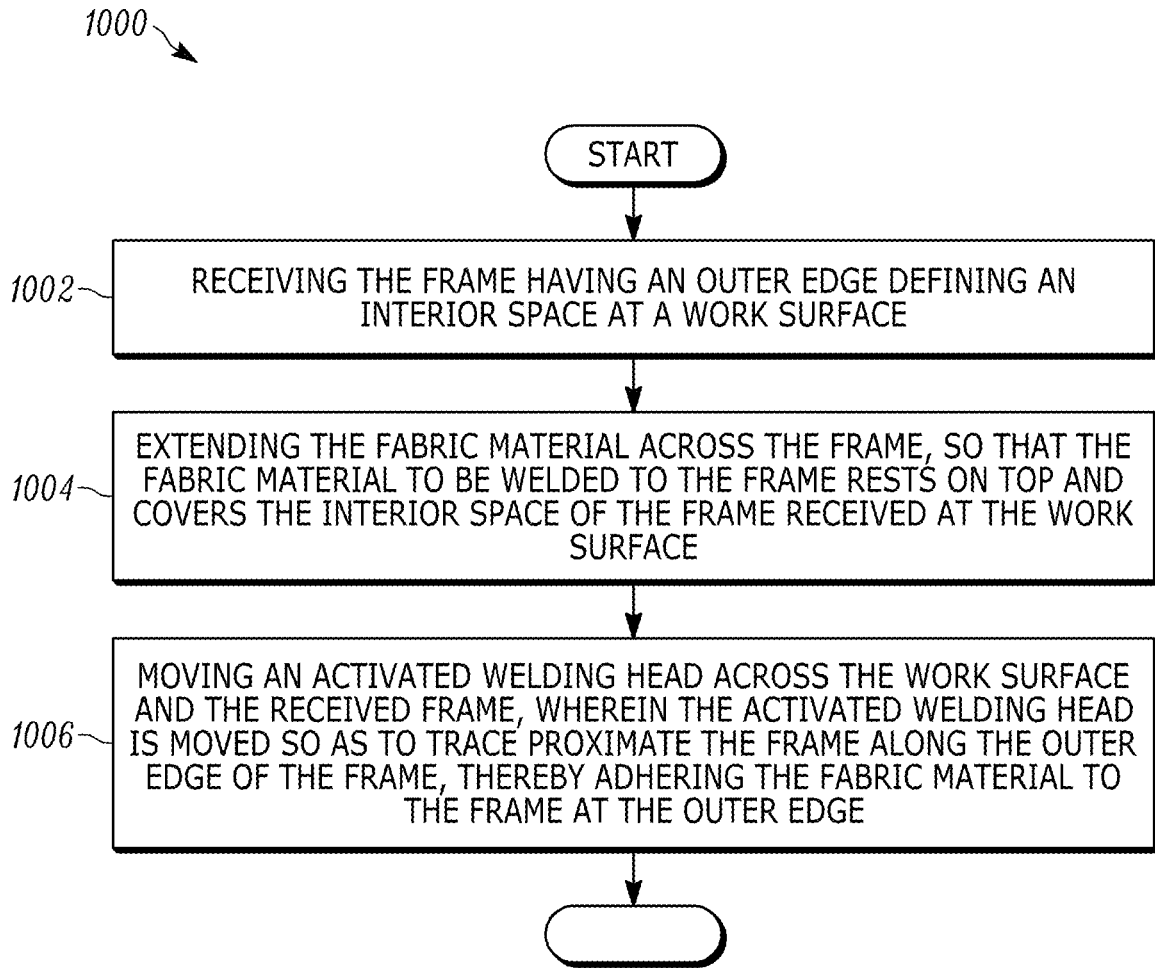 1000
START
1002
RECEIVING THE FRAME HAVING AN OUTER EDGE DEFINING AN
INTERIOR SPACE AT A WORK SURFACE
1004
EXTENDING THE FABRIC MATERIAL ACROSS THE FRAME, SO THAT THE
FABRIC MATERIAL TO BE WELDED TO THE FRAME RESTS ON TOP AND
COVERS THE INTERIOR SPACE OF THE FRAME RECEIVED AT THE WORK
SURFACE
1006
MOVING AN ACTIVATED WELDING HEAD ACROSS THE WORK SURFACE
AND THE RECEIVED FRAME, WHEREIN THE ACTIVATED WELDING HEAD
IS MOVED SO AS TO TRACE PROXIMATE THE FRAME ALONG THE OUTER
EDGE OF THE FRAME, THEREBY ADHERING THE FABRIC MATERIAL TO
THE FRAME AT THE OUTER EDGE